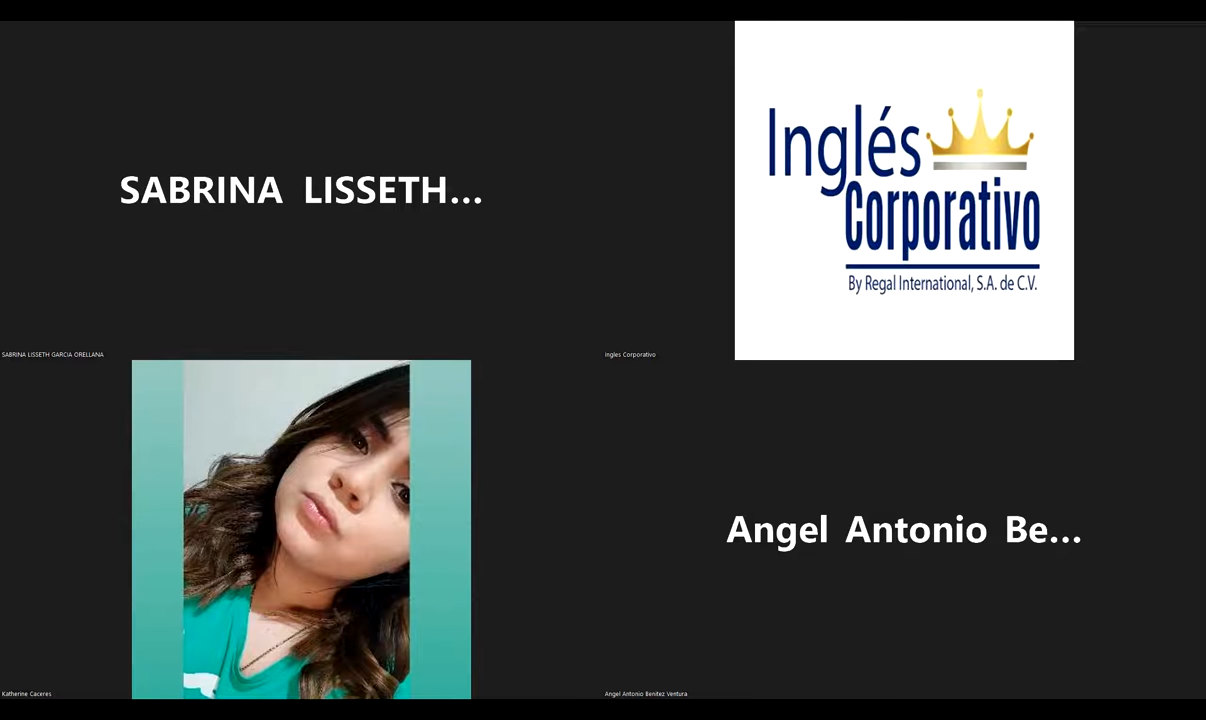 SABRINA LISSETH...
SABRINA LISSETH GARCIA ORELLANA
Inglés
Corporativo
By Regal International, S.A. de C.V.
Ingles Corporativo
Katherine Caceres
Angel Antonio Be...
Angel Antonio Benitez Ventura